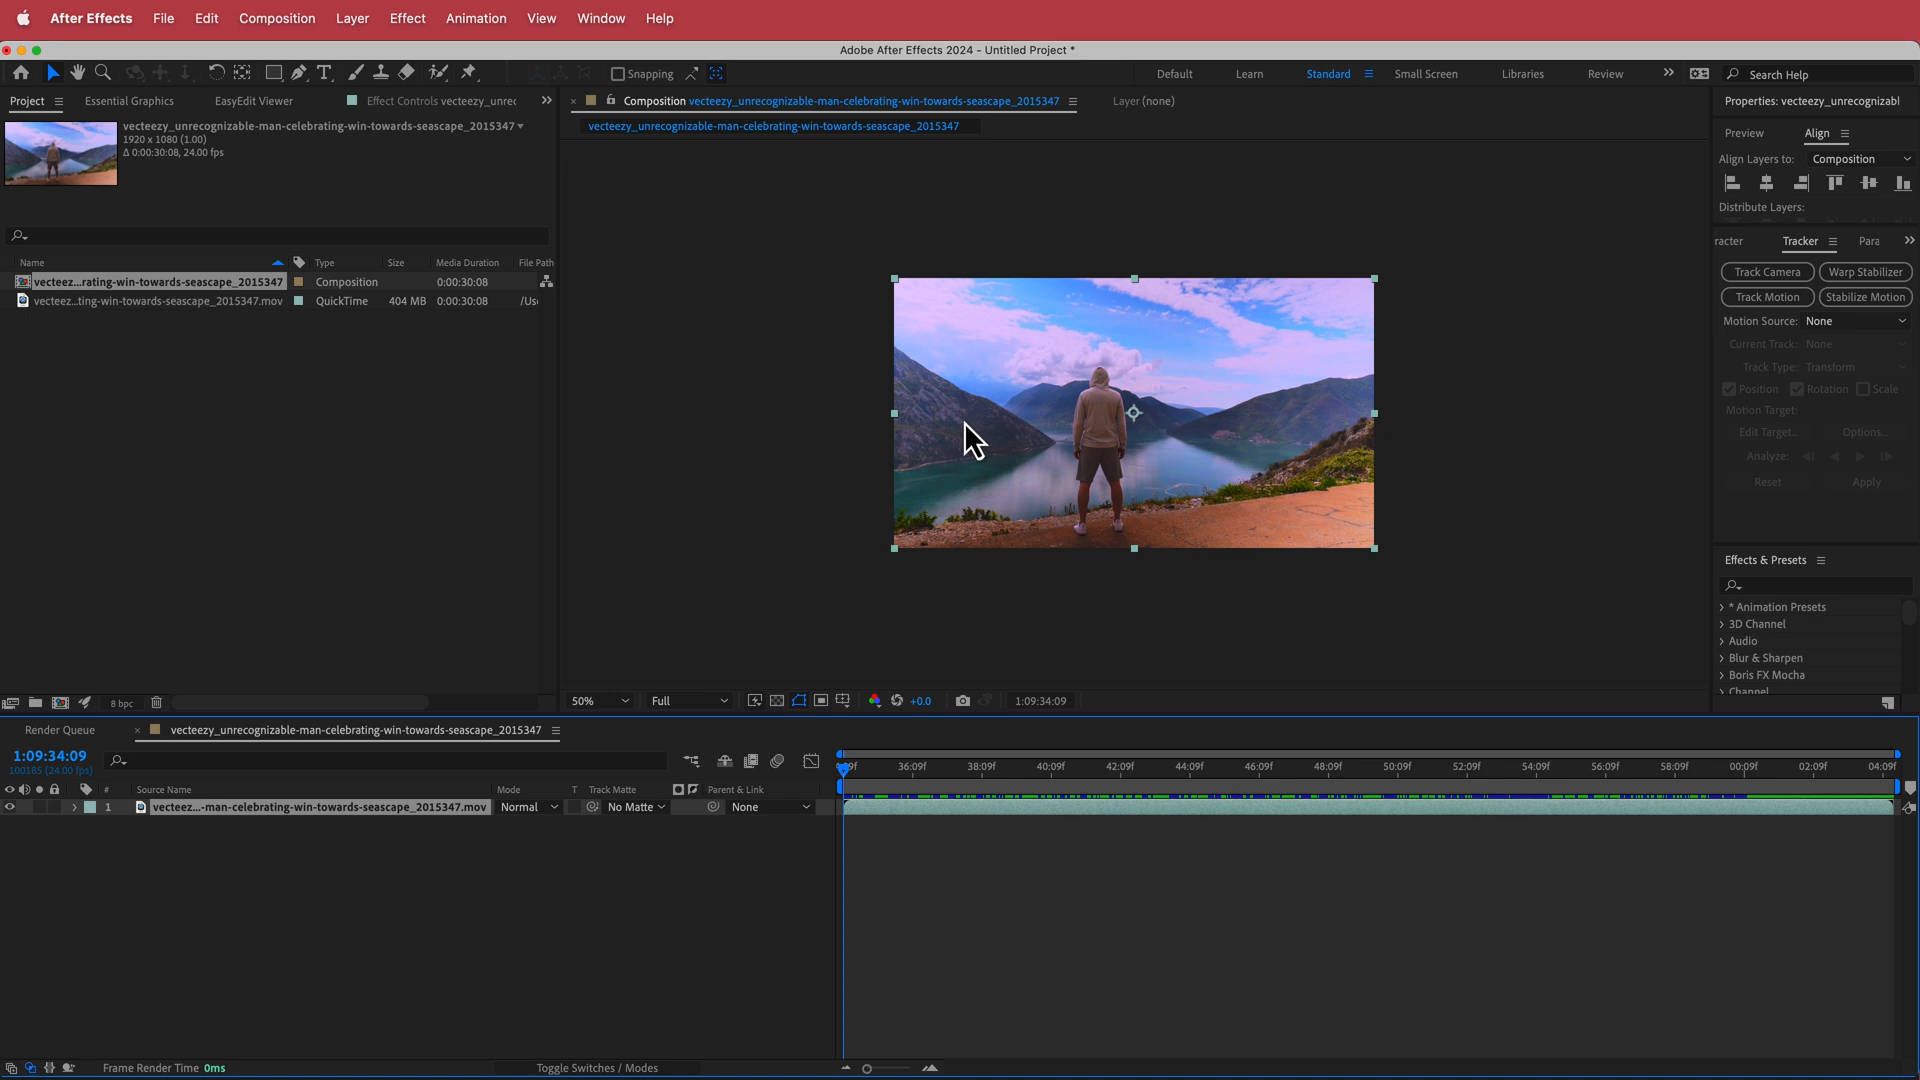 After Effects File Edit Composition Layer Effect Animation View Window Help
Adobe After Effects 2024 - Untitled Project *
Snapping Default Learn Standard Small Screen Libraries Review Search Help
Project Essential Graphics EasyEdit Viewer Effect Controls vecteezy_unrec
Composition vecteezy_unrecognizable-man-celebrating-win-towards-seascape_2015347 Layer (none)
Properties: vecteezy_unrecognizabl
vecteezy_unrecognizable-man-celebrating-win-towards-seascape_2015347
1920 x 1080 (1.00)
Δ 0:00:30:08, 24.00 fps
vecteezy_unrecognizable-man-celebrating-win-towards-seascape_2015347
Preview Align
Align Layers to: Composition
Distribute Layers:
Name Type Size Media Duration File Path
vecteez...rating-win-towards-seascape_2015347 Composition 0:00:30:08
vecteez...ting-win-towards-seascape_2015347.mov QuickTime 404 MB 0:00:30:08 /Us
racter Tracker Para
Track Camera Warp Stabilizer
Track Motion Stabilize Motion
Motion Source: None
Current Track: None
Track Type: Transform
Position Rotation Scale
Motion Target:
Edit Target... Options...
Analyze:
Reset Apply
Effects & Presets
* Animation Presets
3D Channel
Audio
Blur & Sharpen
Boris FX Mocha
Channel
8 bpc
50% Full +0.0 1:09:34:09
Render Queue vecteezy_unrecognizable-man-celebrating-win-towards-seascape_2015347
1:09:34:09
100185 (24.00 fps)
36:09f 38:09f 40:09f 42:09f 44:09f 46:09f 48:09f 50:09f 52:09f 54:09f 56:09f 58:09f 00:09f 02:09f 04:09f
# Source Name Mode T Track Matte Parent & Link
1 vecteez...-man-celebrating-win-towards-seascape_2015347.mov Normal No Matte None
Frame Render Time 0ms Toggle Switches / Modes